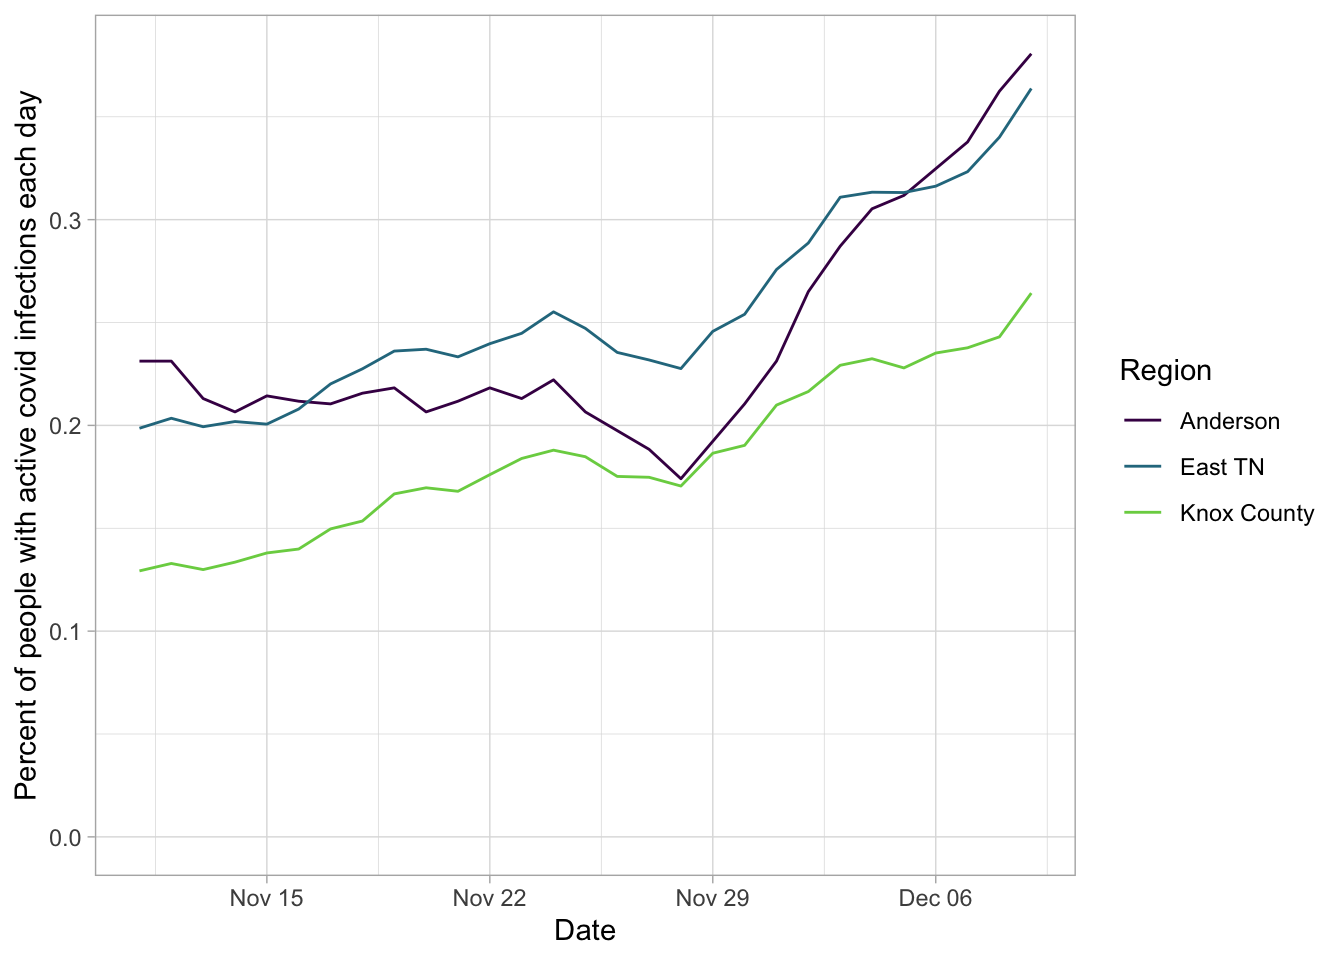 Percent of people with active covid infections each day
0.3
0.2
0.1
0.0
Nov 15
Nov 22
Nov 29
Dec 06
Date
Region
Anderson
East TN
Knox County